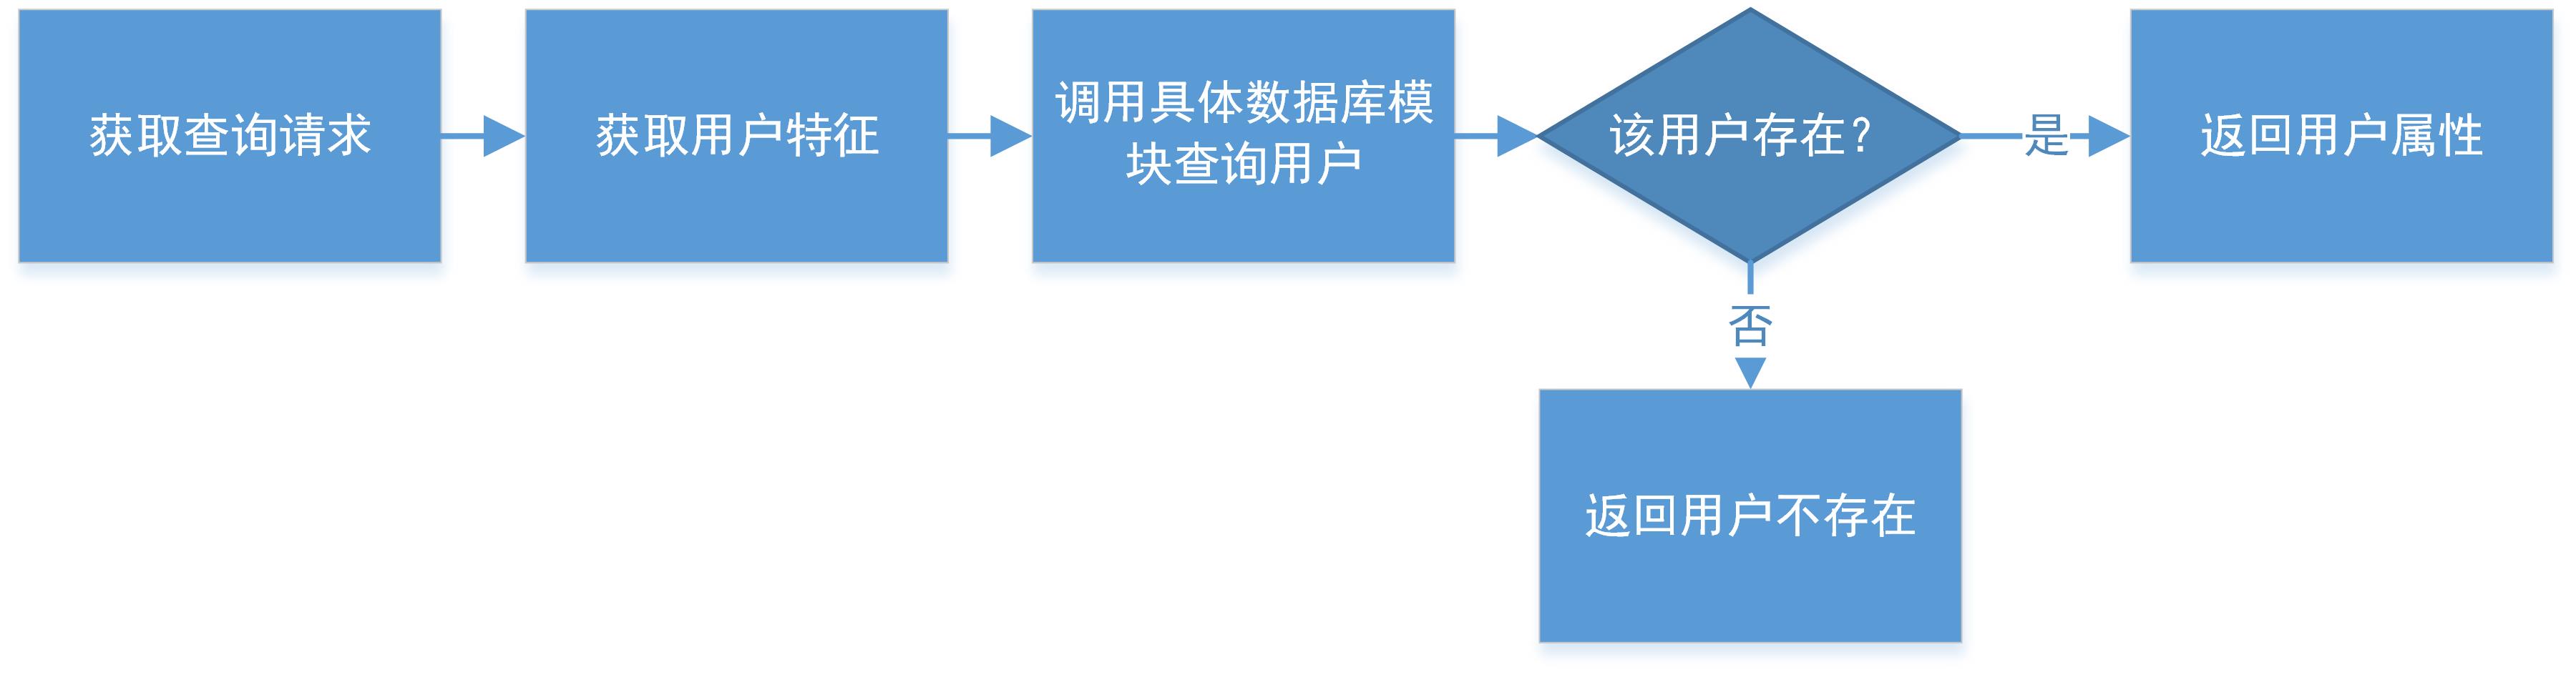 获取查询请求
获取用户特征
调用具体数据库模
块查询用户
该用户存在?
是
返回用户属性
否
返回用户不存在